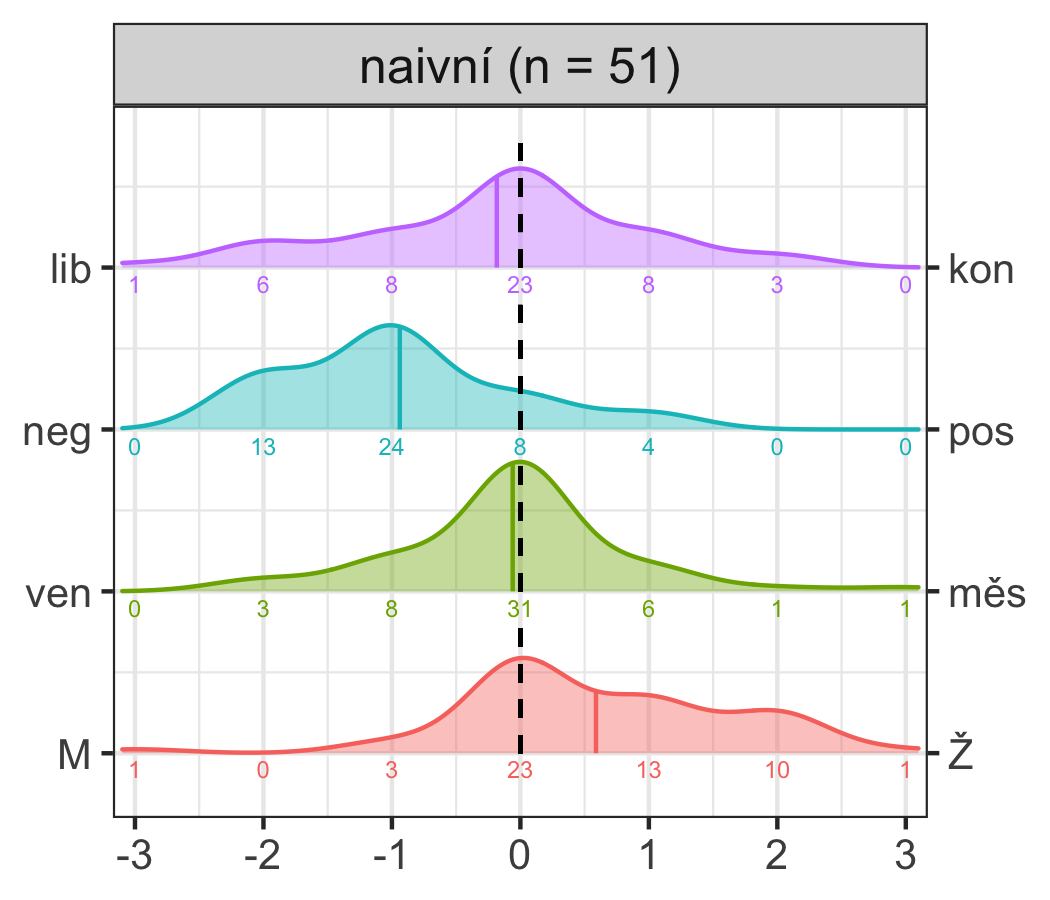 naivní (n = 51)
lib kon
1 6 8 23 8 3 0
neg pos
0 13 24 8 4 0 0
ven měs
0 3 8 31 6 1 1
M Ž
1 0 3 23 13 10 1
-3 -2 -1 0 1 2 3